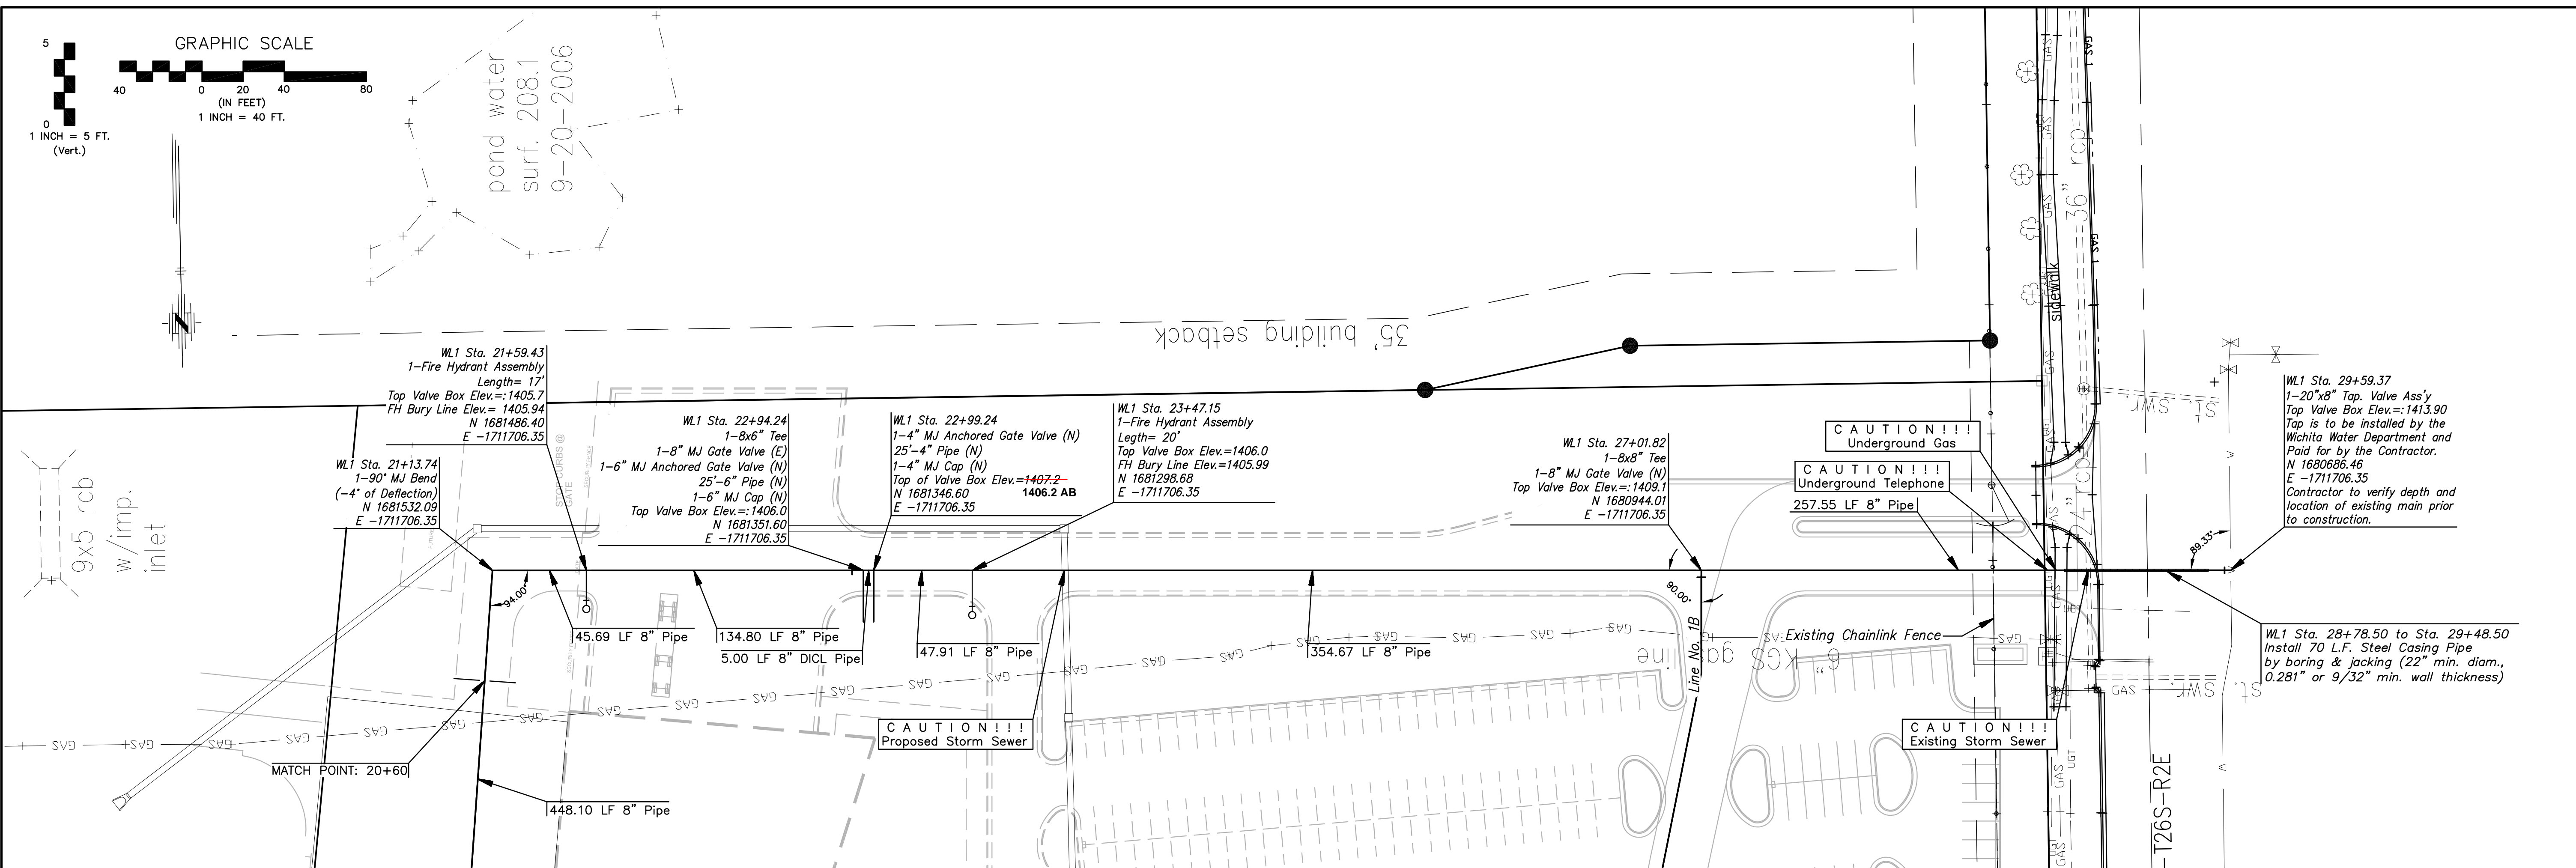 GRAPHIC SCALE
5
0
1 INCH = 5 FT.
(Vert.)
40 0 20 40 80
(IN FEET)
1 INCH = 40 FT.
pond water
surf. 208.1
9-20-2006
35' building setback
9x5 rcb
w/imp.
inlet
WL1 Sta. 21+13.74
1-90° MJ Bend
(-4° of Deflection)
N 1681532.09
E -1711706.35
WL1 Sta. 21+59.43
1-Fire Hydrant Assembly
Length= 17'
Top Valve Box Elev.=:1405.7
FH Bury Line Elev.= 1405.94
N 1681486.40
E -1711706.35
STOP CURBS @
GATE
WL1 Sta. 22+94.24
1-8x6" Tee
1-8" MJ Gate Valve (E)
1-6" MJ Anchored Gate Valve (N)
25'-6" Pipe (N)
1-6" MJ Cap (N)
Top Valve Box Elev.=:1406.0
N 1681351.60
E -1711706.35
WL1 Sta. 22+99.24
1-4" MJ Anchored Gate Valve (N)
25'-4" Pipe (N)
1-4" MJ Cap (N)
Top of Valve Box Elev.=1407.2
N 1681346.60 1406.2 AB
E -1711706.35
WL1 Sta. 23+47.15
1-Fire Hydrant Assembly
Legth= 20'
Top Valve Box Elev.=1406.0
FH Bury Line Elev.=1405.99
N 1681298.68
E -1711706.35
WL1 Sta. 27+01.82
1-8x8" Tee
1-8" MJ Gate Valve (N)
Top Valve Box Elev.=:1409.1
N 1680944.01
E -1711706.35
CAUTION!!!
Underground Gas
CAUTION!!!
Underground Telephone
257.55 LF 8" Pipe
WL1 Sta. 29+59.37
1-20"x8" Tap. Valve Ass'y
Top Valve Box Elev.=:1413.90
Tap is to be installed by the
Wichita Water Department and
Paid for by the Contractor.
N 1680686.46
E -1711706.35
Contractor to verify depth and
location of existing main prior
to construction.
94.00°
90.00°
89.33°
45.69 LF 8" Pipe
134.80 LF 8" Pipe
5.00 LF 8" DICL Pipe
47.91 LF 8" Pipe
354.67 LF 8" Pipe
Line No. 1B
6" KGS gas line
Existing Chainlink Fence
WL1 Sta. 28+78.50 to Sta. 29+48.50
Install 70 L.F. Steel Casing Pipe
by boring & jacking (22" min. diam.,
0.281" or 9/32" min. wall thickness)
CAUTION!!!
Proposed Storm Sewer
CAUTION!!!
Existing Storm Sewer
MATCH POINT: 20+60
448.10 LF 8" Pipe
36" rcp
24" rcp
sidewalk
St. SWR.
St. SWR.
GAS
GAS 1
GAS 1
UGT
W
W
-T26S-R2E